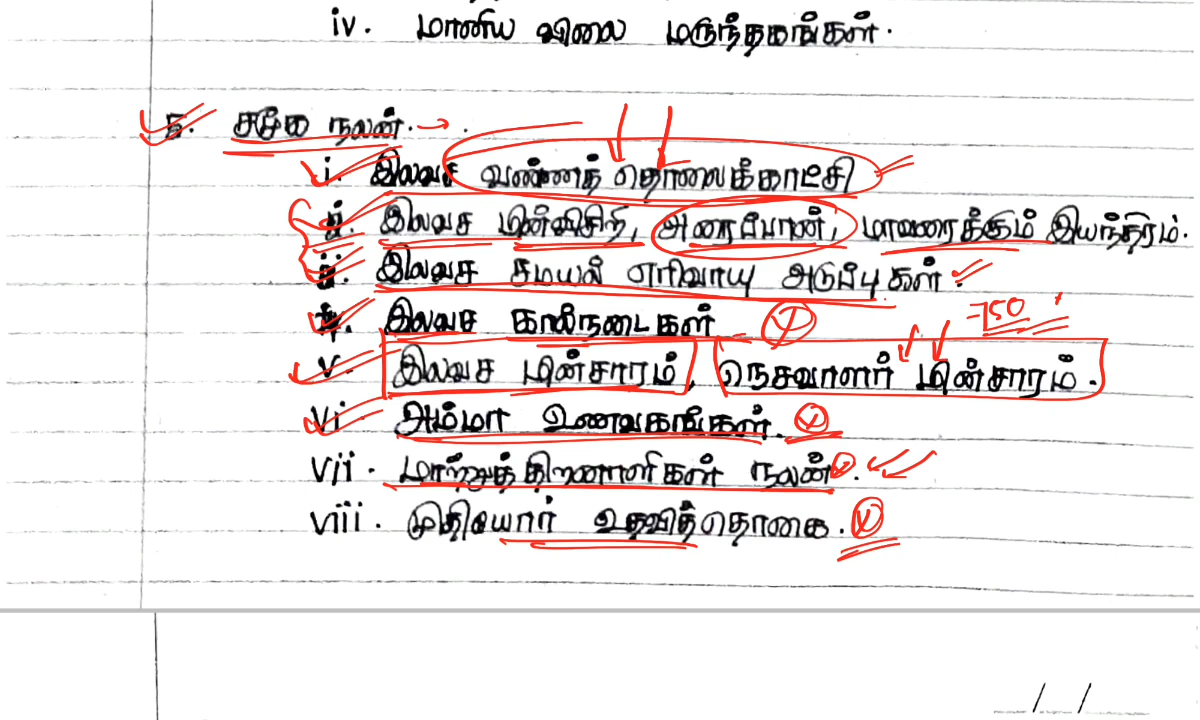 iv. மானிய விலை மருந்தகங்கள்.
5. சமூக நலன். →
i. இலவச வண்ணத் தொலைக்காட்சி
ii. இலவச மின்விசிறி, அரைப்பான், மாவரைக்கும் இயந்திரம்.
iii. இலவச சமயல் எரிவாயு அடுப்புகள்.
iv. இலவச கால்நடைகள்
750
v. இலவச மின்சாரம், நெசவாளர் மின்சாரம்.
vi அம்மா உணவகங்கள்.
vii. மாற்றுத்திறனாளிகள் நலன்.
viii. முதியோர் உதவித்தொகை.
/ /